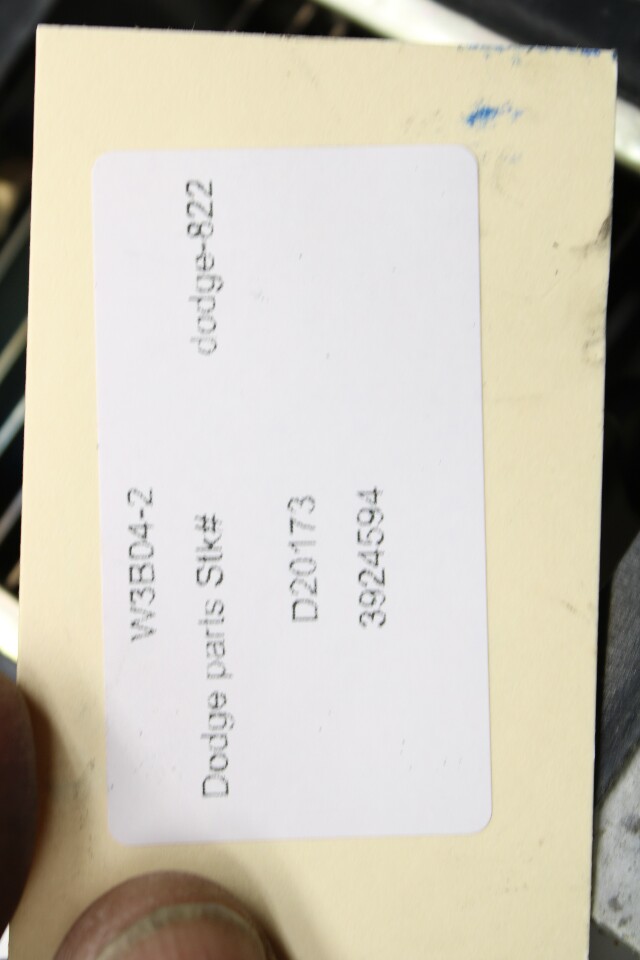 W3B04-2
Dodge parts Stk# dodge-822
D20173
3924594